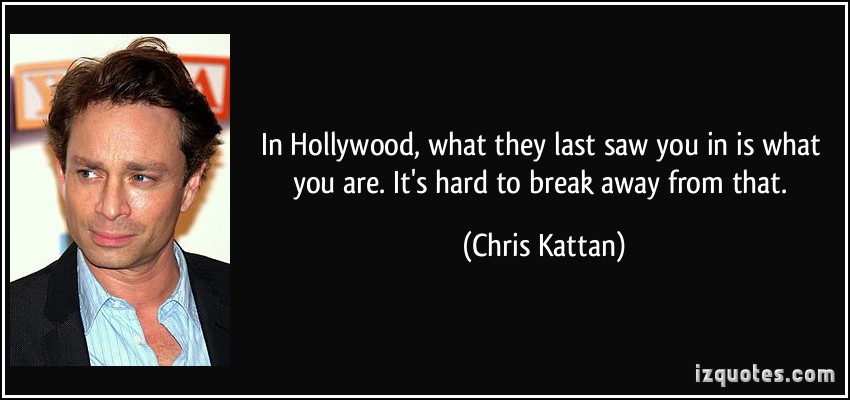 In Hollywood, what they last saw you in is what
you are. It's hard to break away from that.
(Chris Kattan)
izquotes.com